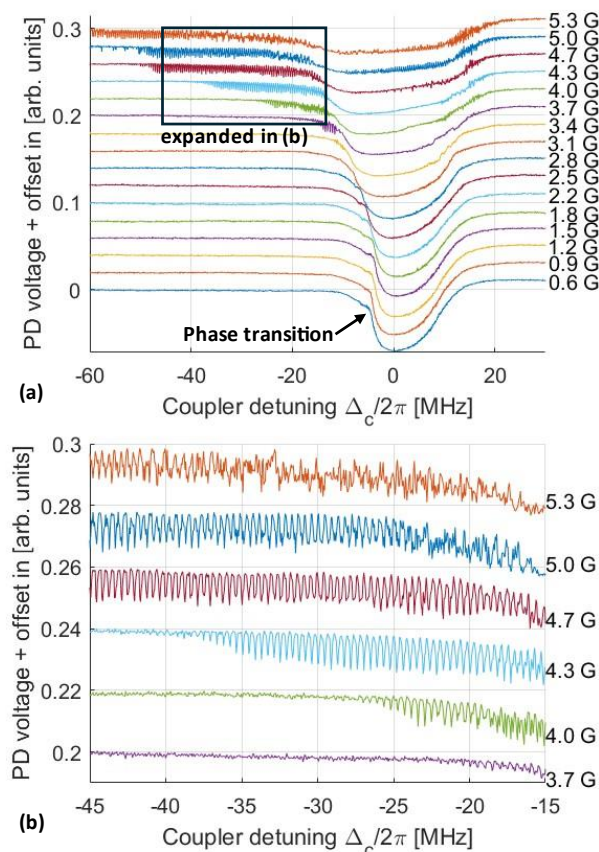 0.3
0.2
0.1
0
PD voltage + offset in [arb. units]
5.3 G
5.0 G
4.7 G
4.3 G
4.0 G
3.7 G
3.4 G
3.1 G
2.8 G
2.5 G
2.2 G
1.8 G
1.5 G
1.2 G
0.9 G
0.6 G
expanded in (b)
Phase transition
(a)
-60 -40 -20 0 20
Coupler detuning Δc/2π [MHz]
0.3
0.28
0.26
0.24
0.22
0.2
PD voltage + offset in [arb. units]
5.3 G
5.0 G
4.7 G
4.3 G
4.0 G
3.7 G
-45 -40 -35 -30 -25 -20 -15
(b)
Coupler detuning Δc/2π [MHz]